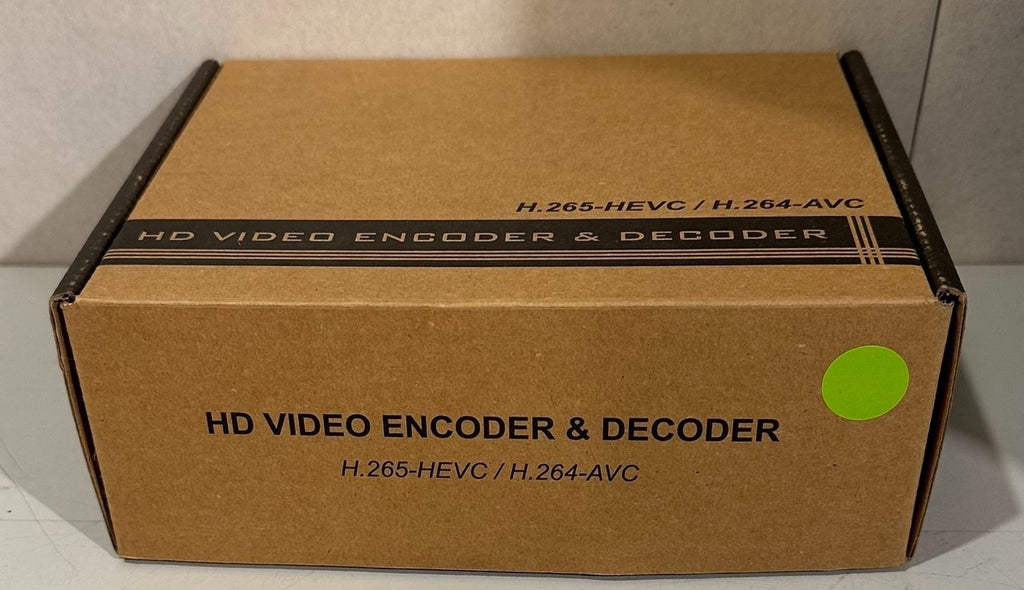 H.265-HEVC / H.264-AVC
HD VIDEO ENCODER & DECODER
HD VIDEO ENCODER & DECODER
H.265-HEVC / H.264-AVC